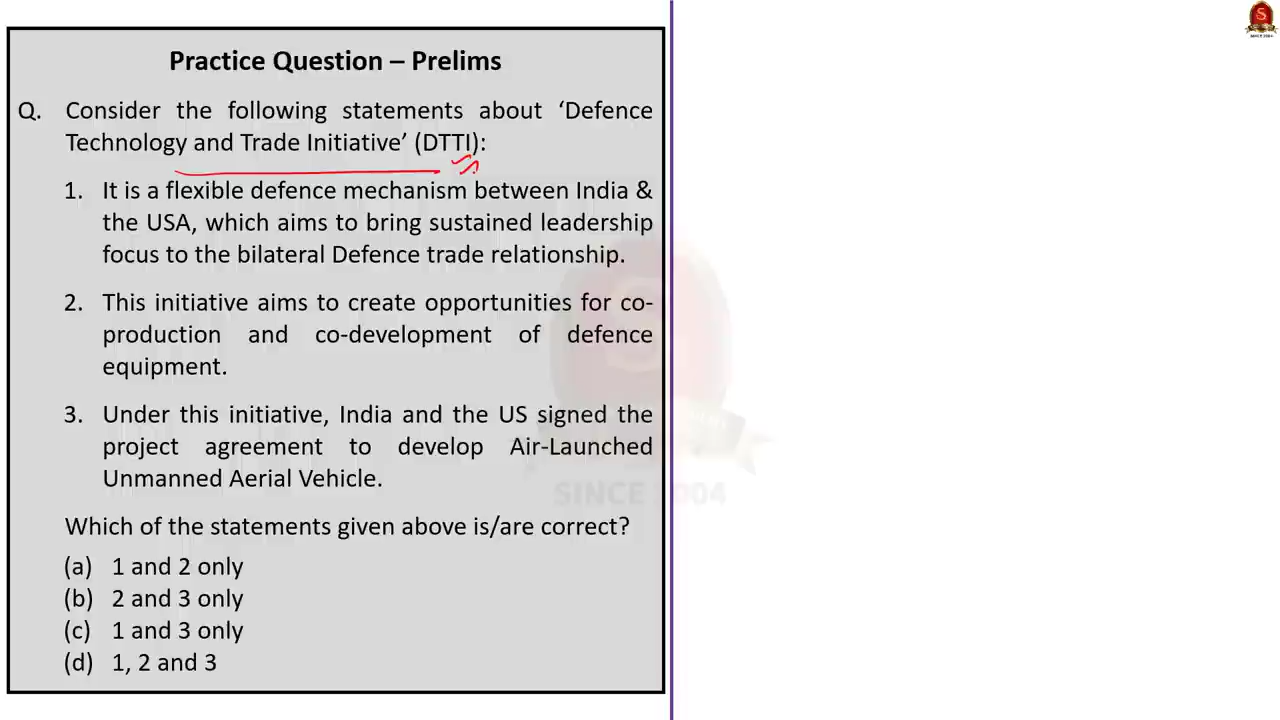 Practice Question – Prelims
Q. Consider the following statements about ‘Defence
Technology and Trade Initiative’ (DTTI):
1. It is a flexible defence mechanism between India &
the USA, which aims to bring sustained leadership
focus to the bilateral Defence trade relationship.
2. This initiative aims to create opportunities for co-
production and co-development of defence
equipment.
3. Under this initiative, India and the US signed the
project agreement to develop Air-Launched
Unmanned Aerial Vehicle.
Which of the statements given above is/are correct?
(a) 1 and 2 only
(b) 2 and 3 only
(c) 1 and 3 only
(d) 1, 2 and 3
S
SINCE 2004
SINCE 2004